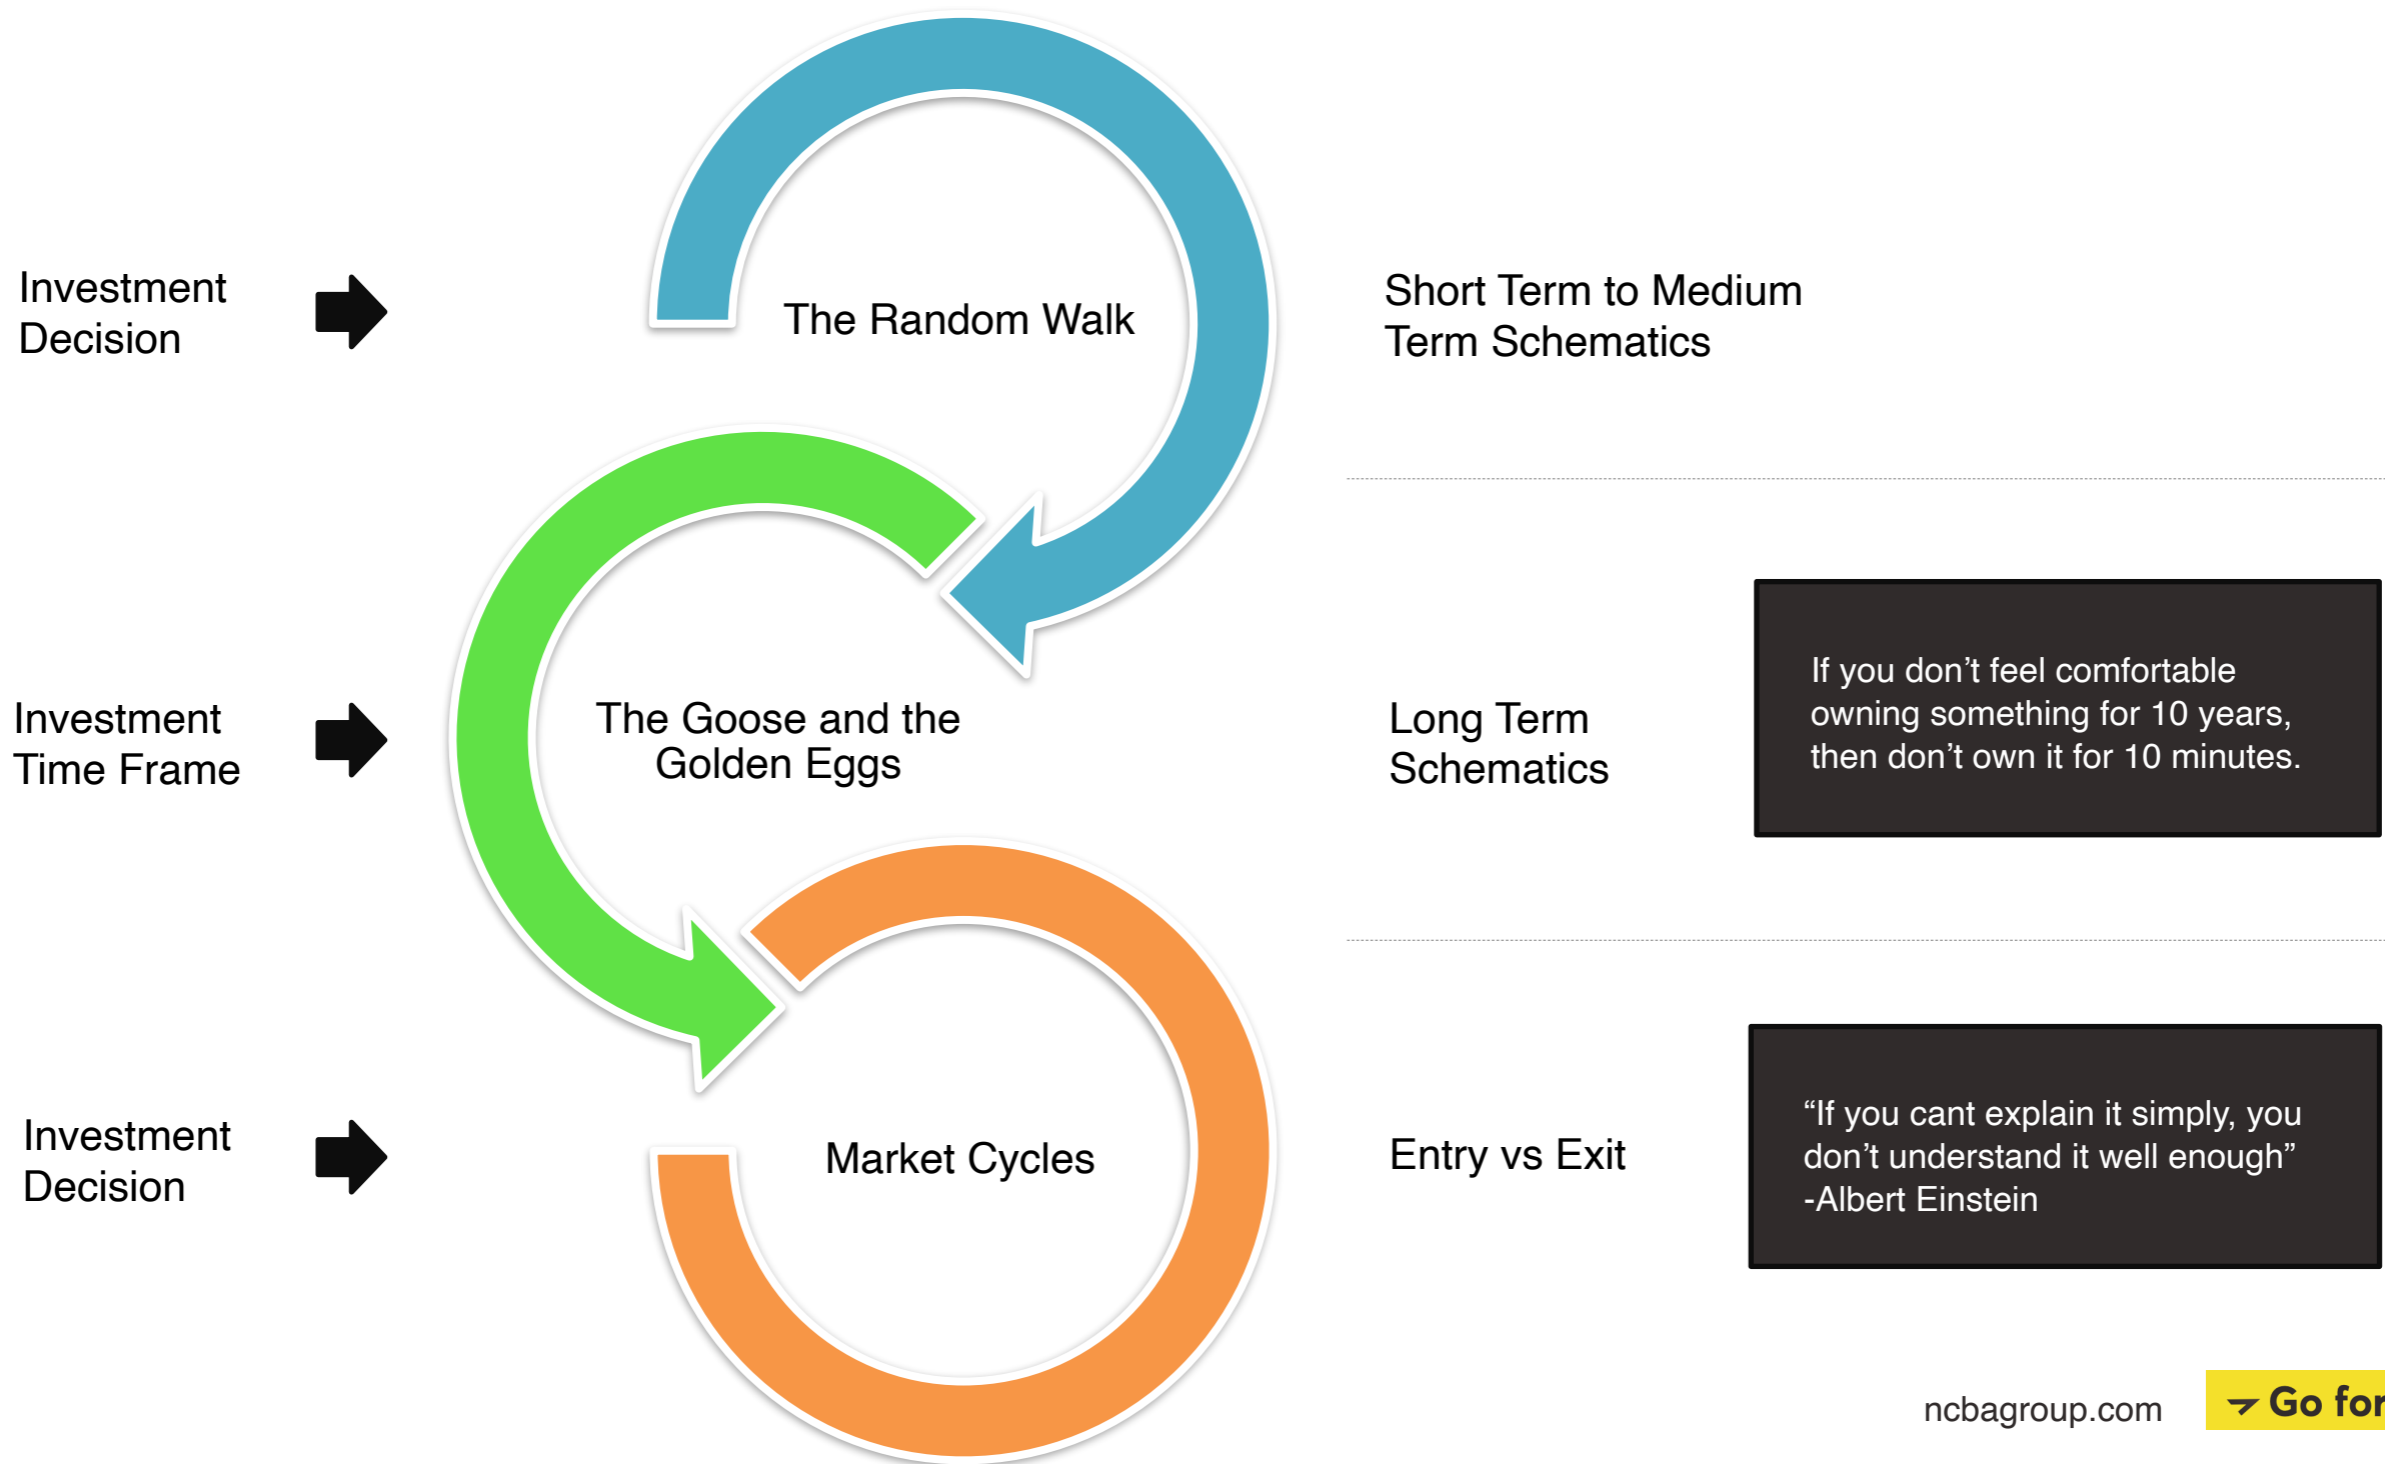 Investment
Decision
The Random Walk
Short Term to Medium
Term Schematics
Investment
Time Frame
The Goose and the
Golden Eggs
Long Term
Schematics
If you don’t feel comfortable
owning something for 10 years,
then don’t own it for 10 minutes.
Investment
Decision
Market Cycles
Entry vs Exit
“If you cant explain it simply, you
don’t understand it well enough”
-Albert Einstein
ncbagroup.com
Go for